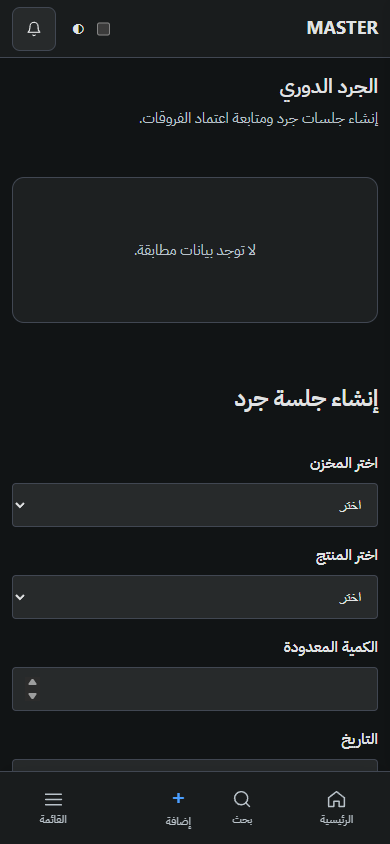 MASTER
الجرد الدوري
إنشاء جلسات جرد ومتابعة اعتماد الفروقات.
لا توجد بيانات مطابقة.
إنشاء جلسة جرد
اختر المخزن
اختر
اختر المنتج
اختر
الكمية المعدودة
التاريخ
الرئيسية
بحث
إضافة
القائمة